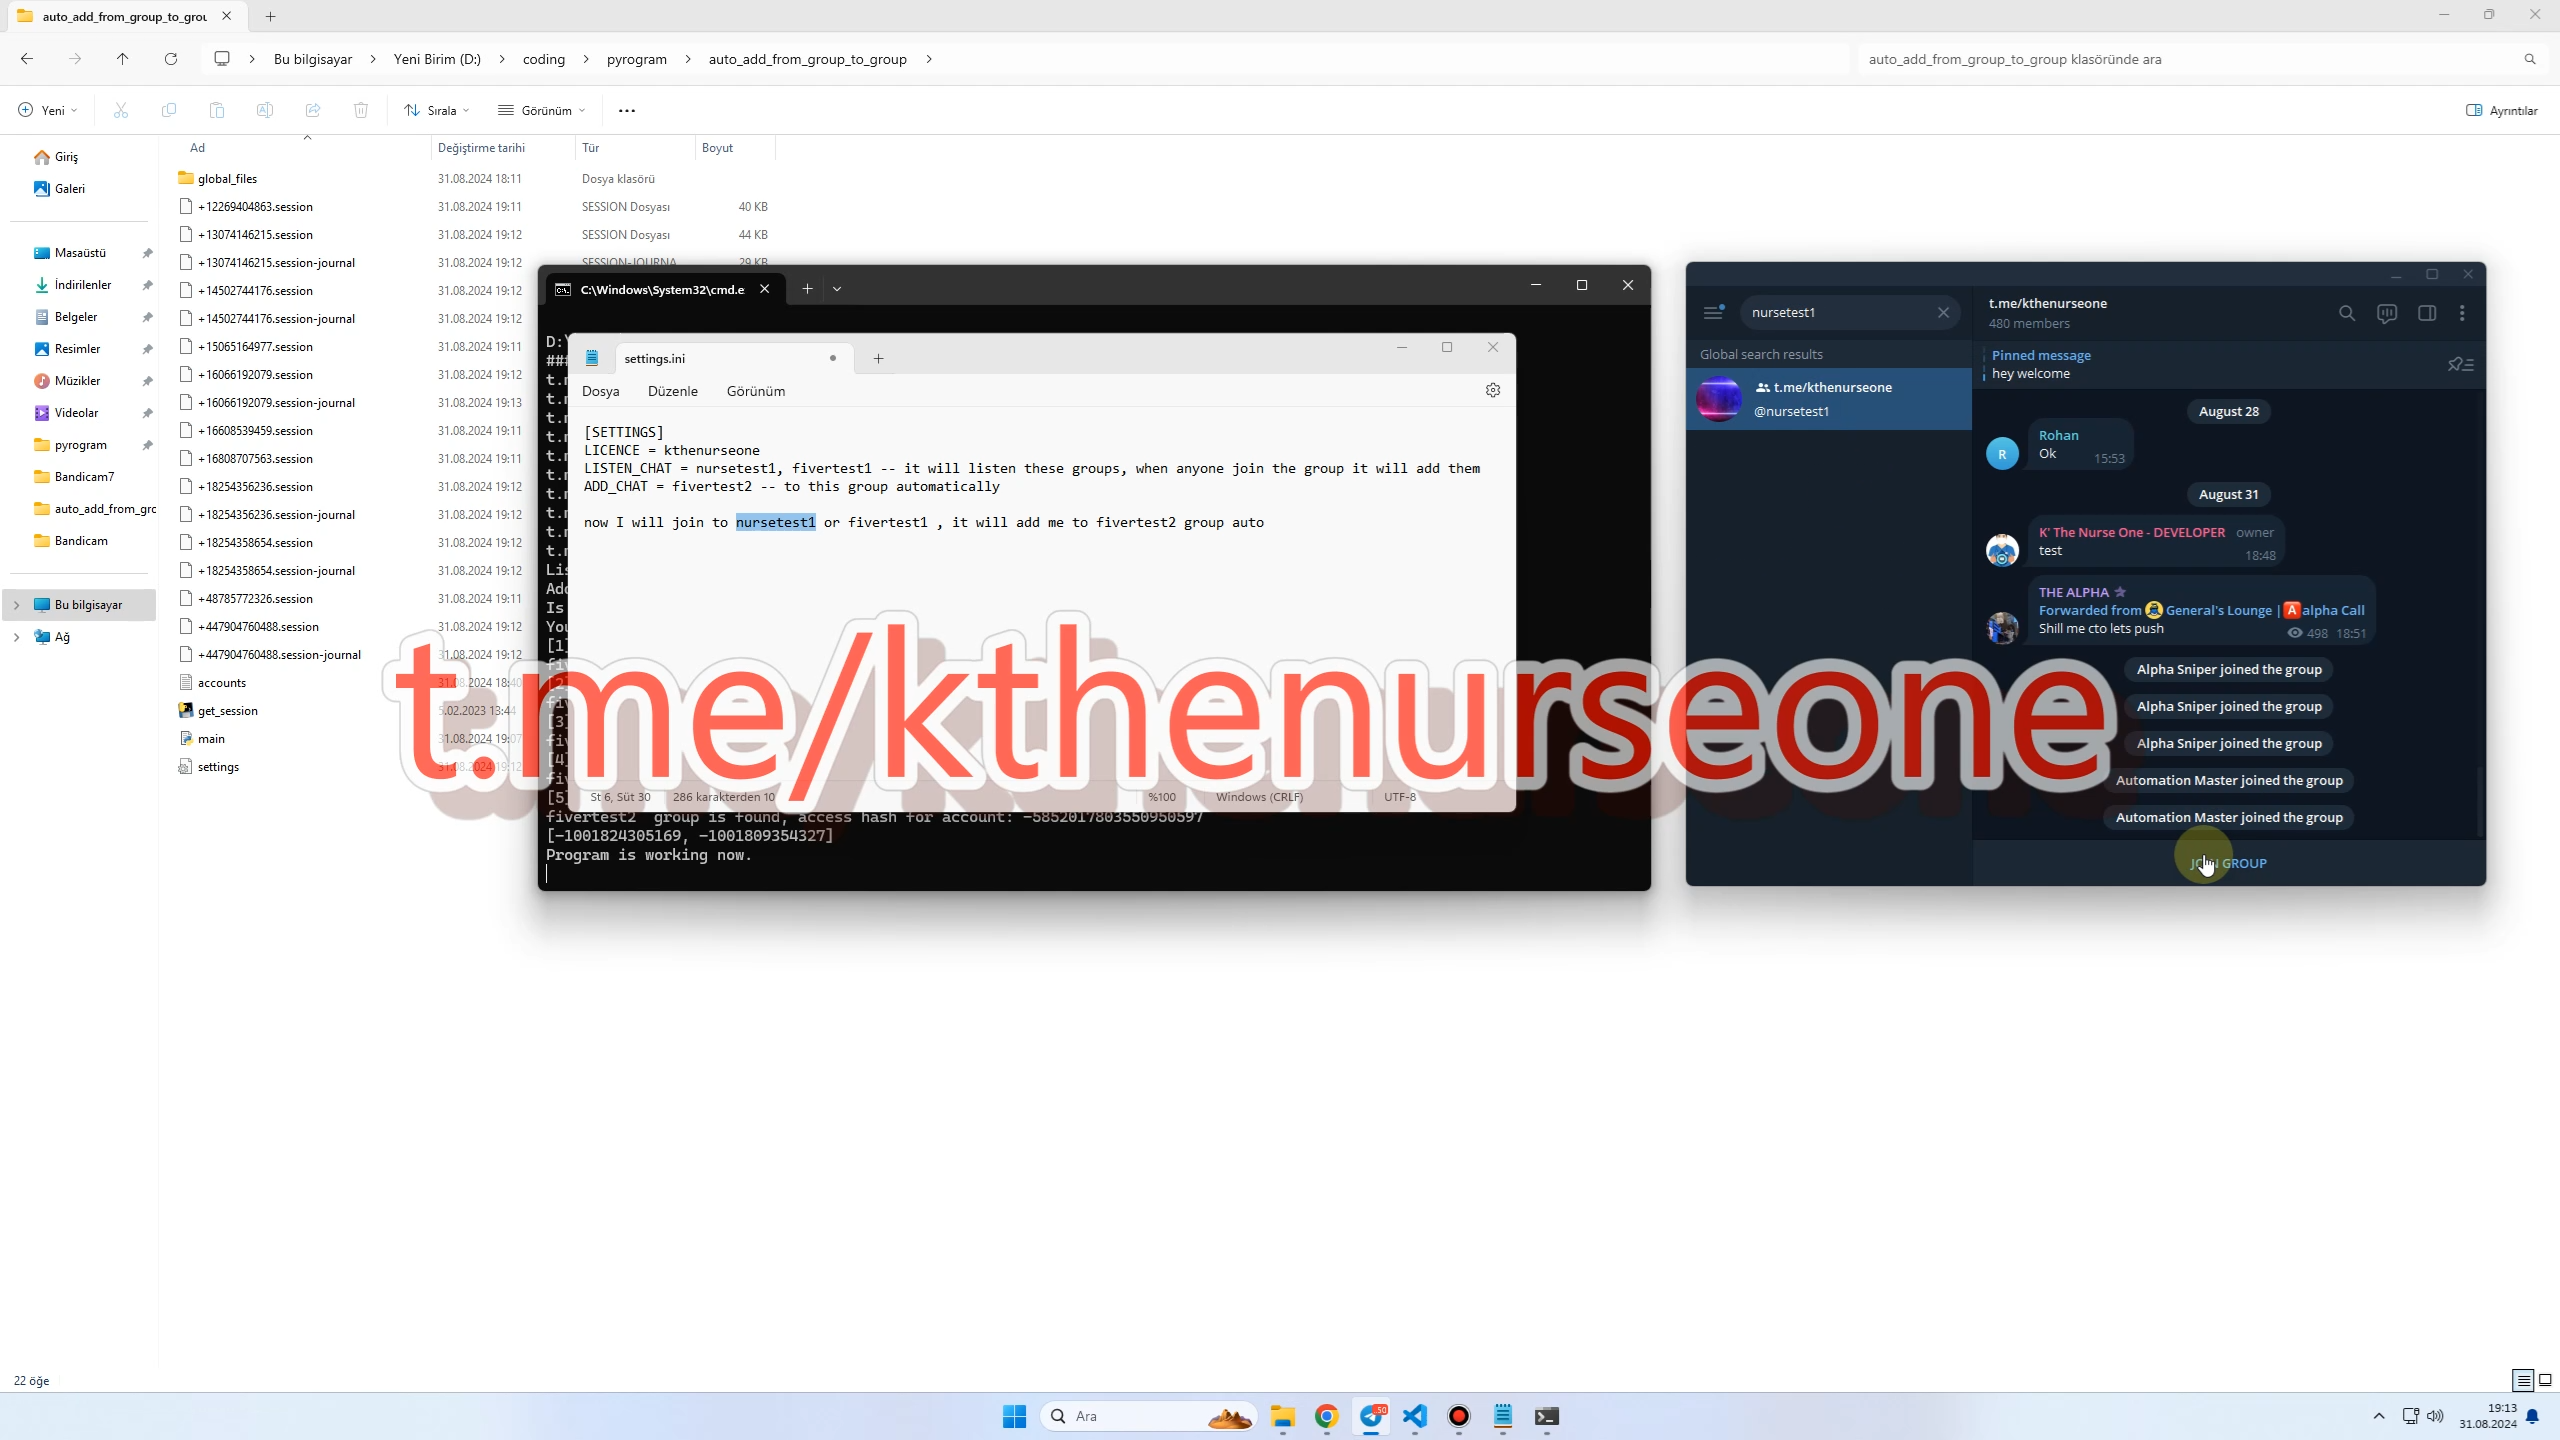 auto_add_from_group_to_grou
Bu bilgisayar > Yeni Birim (D:) > coding > pyrogram > auto_add_from_group_to_group >
auto_add_from_group_to_group klasöründe ara
Yeni
Sırala
Görünüm
Ayrıntılar
Giriş
Galeri
Masaüstü
İndirilenler
Belgeler
Resimler
Müzikler
Videolar
pyrogram
Bandicam7
auto_add_from_grc
Bandicam
Bu bilgisayar
Ağ
Ad Değiştirme tarihi Tür Boyut
global_files 31.08.2024 18:11 Dosya klasörü
+12269404863.session 31.08.2024 19:11 SESSION Dosyası 40 KB
+13074146215.session 31.08.2024 19:12 SESSION Dosyası 44 KB
+13074146215.session-journal 31.08.2024 19:12 SESSION-JOURNA... 29 KB
+14502744176.session 31.08.2024 19:12
+14502744176.session-journal 31.08.2024 19:12
+15065164977.session 31.08.2024 19:11
+16066192079.session 31.08.2024 19:12
+16066192079.session-journal 31.08.2024 19:13
+16608539459.session 31.08.2024 19:11
+16808707563.session 31.08.2024 19:11
+18254356236.session 31.08.2024 19:12
+18254356236.session-journal 31.08.2024 19:12
+18254358654.session 31.08.2024 19:12
+18254358654.session-journal 31.08.2024 19:12
+48785772326.session 31.08.2024 19:11
+447904760488.session 31.08.2024 19:12
+447904760488.session-journal 31.08.2024 19:12
accounts 31.08.2024 18:40
get_session 5.02.2023 13:44
main 31.08.2024 19:07
settings 31.08.2024 19:12
22 öğe
C:\Windows\System32\cmd.e
settings.ini
Dosya Düzenle Görünüm
[SETTINGS]
LICENCE = kthenurseone
LISTEN_CHAT = nursetest1, fivertest1 -- it will listen these groups, when anyone join the group it will add them
ADD_CHAT = fivertest2 -- to this group automatically
now I will join to nursetest1 or fivertest1 , it will add me to fivertest2 group auto
St 6, Süt 30 286 karakterden 10 %100 Windows (CRLF) UTF-8
fivertest2 group is found, access hash for account: -5852017803550950597
[-1001824305169, -1001809354327]
Program is working now.
t.me/kthenurseone
nursetest1
Global search results
t.me/kthenurseone
@nursetest1
t.me/kthenurseone
480 members
Pinned message
hey welcome
August 28
R
Rohan
Ok 15:53
August 31
K' The Nurse One - DEVELOPER owner
test 18:48
THE ALPHA
Forwarded from General's Lounge | A alpha Call
Shill me cto lets push 498 18:51
Alpha Sniper joined the group
Alpha Sniper joined the group
Alpha Sniper joined the group
Automation Master joined the group
Automation Master joined the group
JOIN GROUP
Ara
19:13
31.08.2024